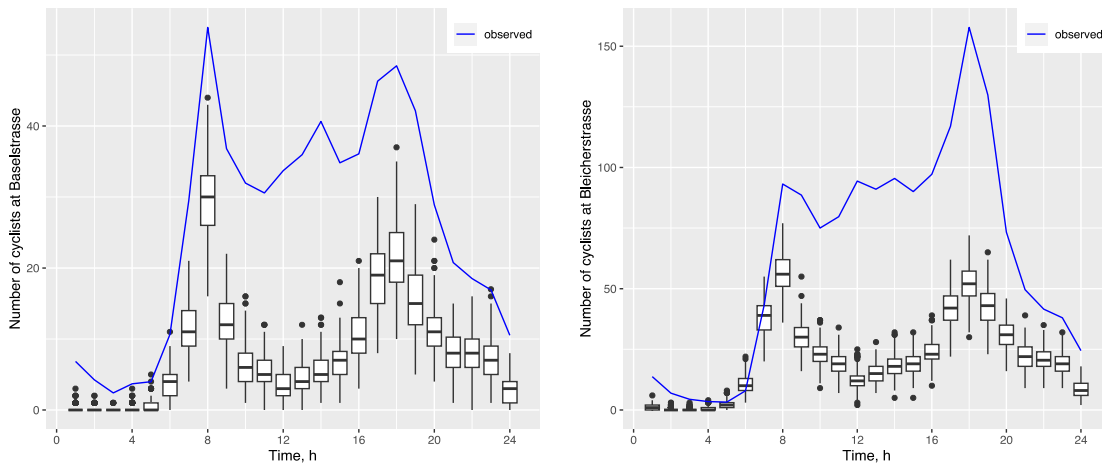 observed
Number of cyclists at Baselstrasse
40
20
0
0 4 8 12 16 20 24
Time, h
observed
Number of cyclists at Bleicherstrasse
150
100
50
0
0 4 8 12 16 20 24
Time, h